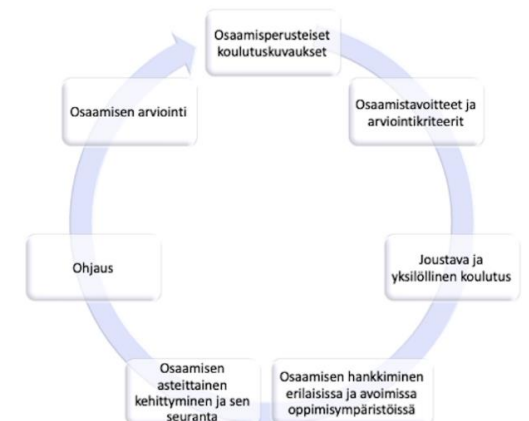 Osaamisperusteiset
koulutuskuvaukset
Osaamistavoitteet ja
arviointikriteerit
Joustava ja
yksilöllinen koulutus
Osaamisen hankkiminen
erilaisissa ja avoimissa
oppimisympäristöissä
Osaamisen
asteittainen
kehittyminen ja sen
seuranta
Ohjaus
Osaamisen arviointi